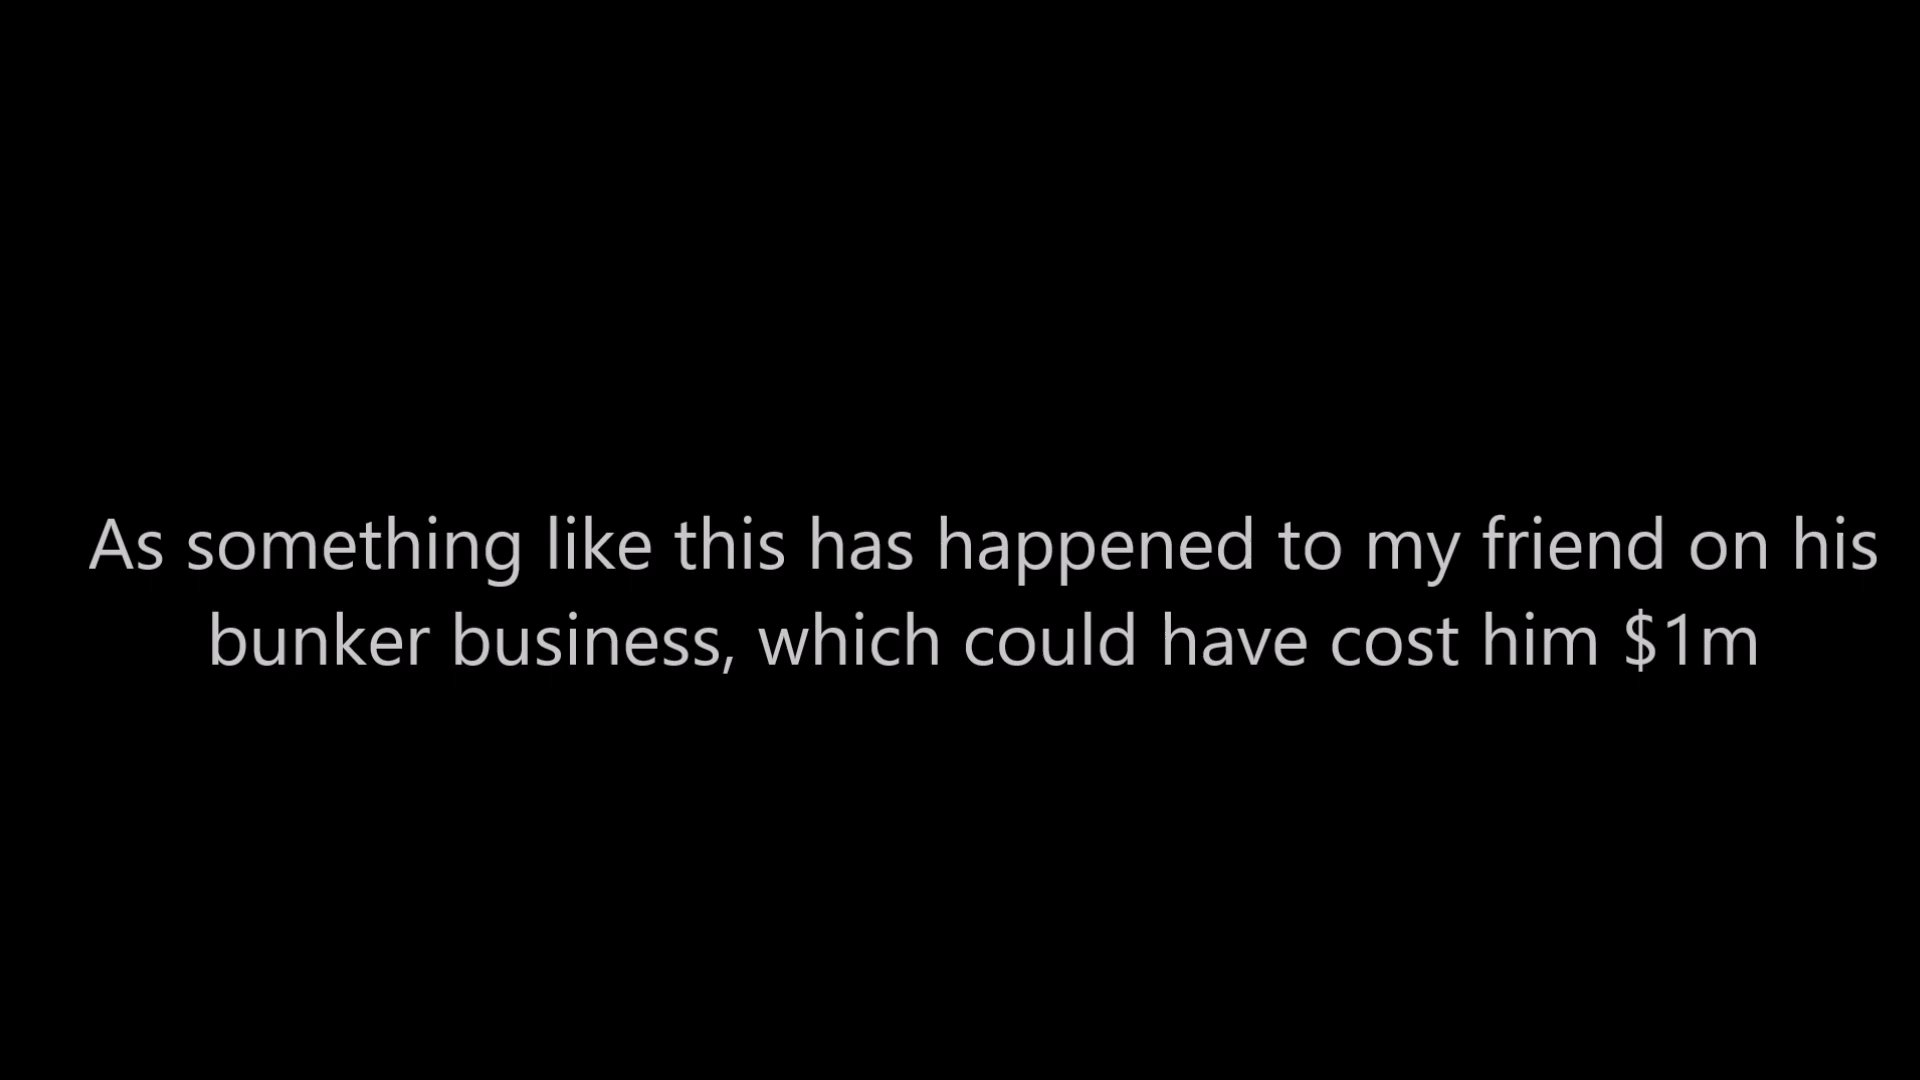 As something like this has happened to my friend on his
bunker business, which could have cost him $1m